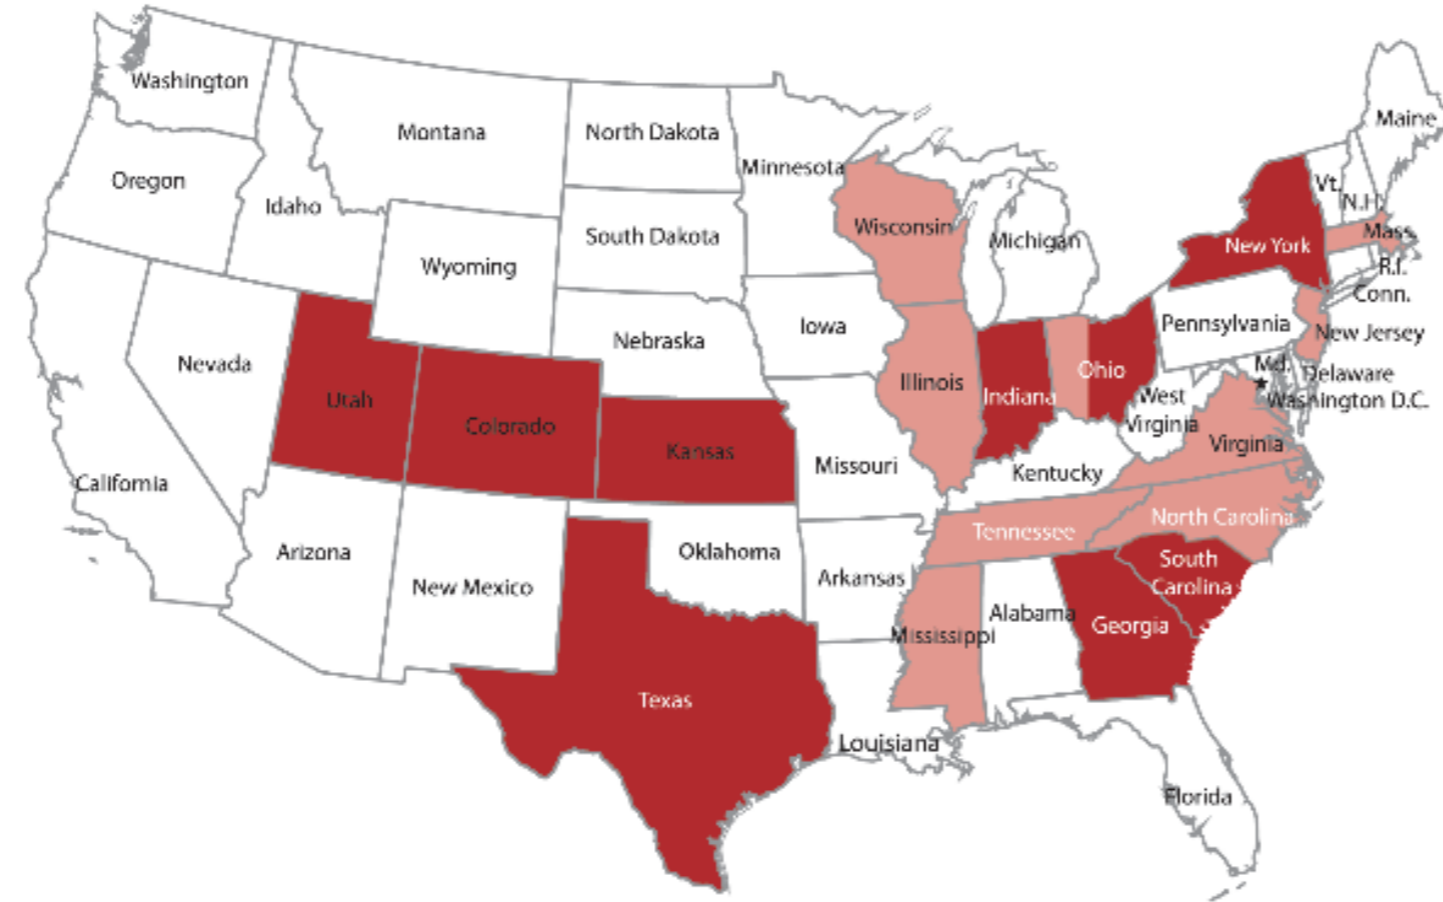 Washington
Montana
North Dakota
Minnesota
Maine
Oregon
Idaho
Vt.
N.H.
South Dakota
Wisconsin
Michigan
New York
Mass.
Wyoming
R.I.
Conn.
Nebraska
Iowa
Pennsylvania
New Jersey
Nevada
Utah
Colorado
Kansas
Illinois
Indiana
Ohio
Md.
Delaware
Washington D.C.
West
Virginia
Virginia
California
Missouri
Kentucky
Arizona
New Mexico
Oklahoma
Arkansas
Tennessee
North Carolina
South
Carolina
Mississippi
Alabama
Georgia
Texas
Louisiana
Florida